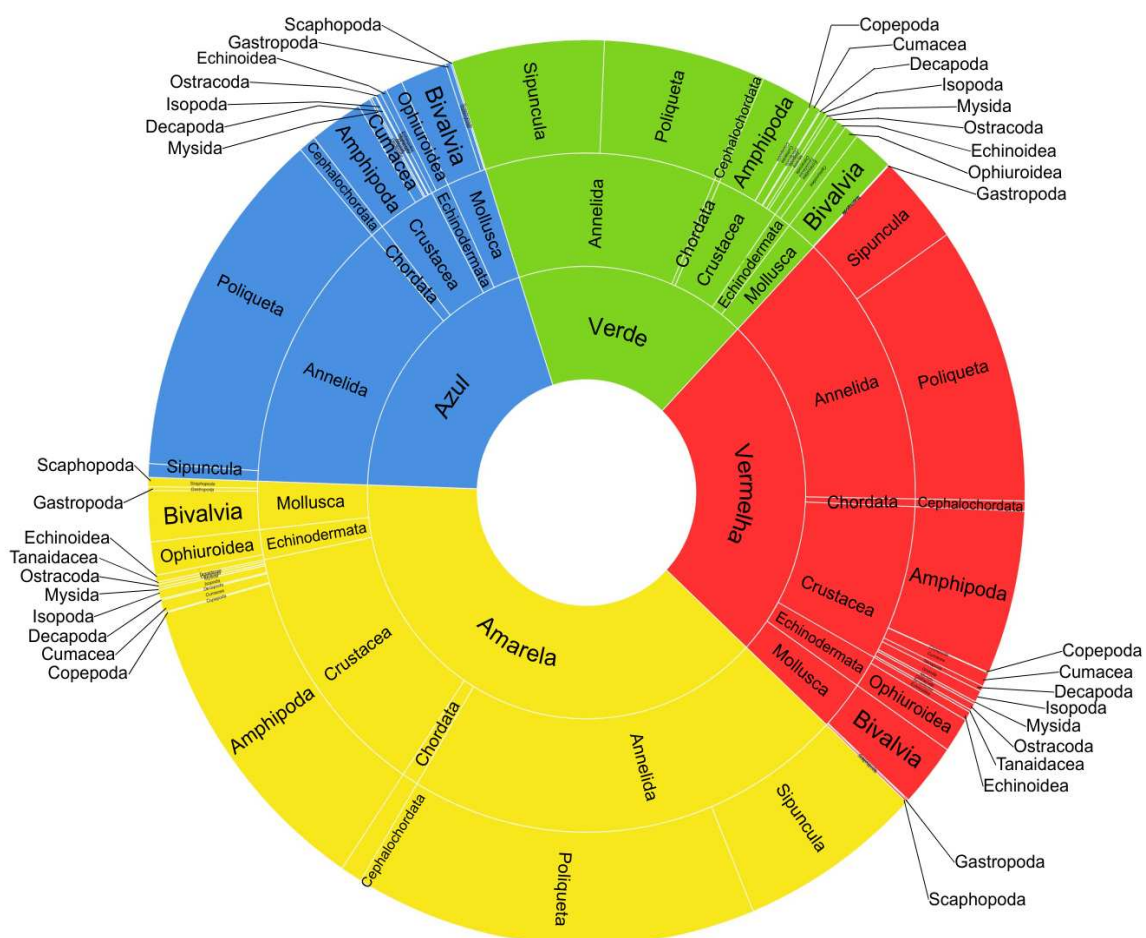 Scaphopoda
Gastropoda
Echinoidea
Ostracoda
Isopoda
Decapoda
Mysida
Copepoda
Cumacea
Decapoda
Isopoda
Mysida
Ostracoda
Echinoidea
Ophiuroidea
Gastropoda
Sipuncula
Poliqueta
Cephalochordata
Amphipoda
Bivalvia
Annelida
Chordata
Crustacea
Echinodermata
Mollusca
Verde
Bivalvia
Ophiuroidea
Cumacea
Amphipoda
Cephalochordata
Poliqueta
Sipuncula
Mollusca
Echinodermata
Crustacea
Chordata
Annelida
Azul
Sipuncula
Poliqueta
Cephalochordata
Amphipoda
Ophiuroidea
Bivalvia
Annelida
Chordata
Crustacea
Echinodermata
Mollusca
Vermelha
Copepoda
Cumacea
Decapoda
Isopoda
Mysida
Ostracoda
Tanaidacea
Echinoidea
Gastropoda
Scaphopoda
Scaphopoda
Gastropoda
Echinoidea
Tanaidacea
Ostracoda
Mysida
Isopoda
Decapoda
Cumacea
Copepoda
Bivalvia
Ophiuroidea
Amphipoda
Cephalochordata
Poliqueta
Sipuncula
Mollusca
Echinodermata
Crustacea
Chordata
Annelida
Amarela